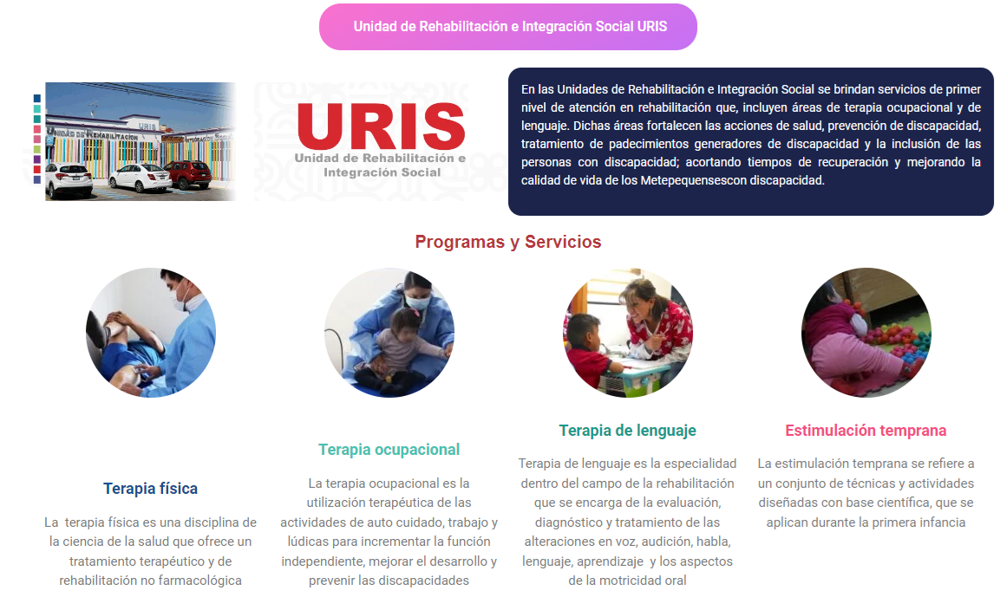 Unidad de Rehabilitación e Integración Social URIS
URIS
UNIDAD DE REHABILITACIÓN
INTEGRACIÓN SOCIAL
URIS
Unidad de Rehabilitación e
Integración Social
En las Unidades de Rehabilitación e Integración Social se brindan servicios de primer
nivel de atención en rehabilitación que, incluyen áreas de terapia ocupacional y de
lenguaje. Dichas áreas fortalecen las acciones de salud, prevención de discapacidad,
tratamiento de padecimientos generadores de discapacidad y la inclusión de las
personas con discapacidad; acortando tiempos de recuperación y mejorando la
calidad de vida de los Metepequensescon discapacidad.
Programas y Servicios
Terapia física
La  terapia física es una disciplina de
la ciencia de la salud que ofrece un
tratamiento terapéutico y de
rehabilitación no farmacológica
Terapia ocupacional
La terapia ocupacional es la
utilización terapéutica de las
actividades de auto cuidado, trabajo y
lúdicas para incrementar la función
independiente, mejorar el desarrollo y
prevenir las discapacidades
Terapia de lenguaje
Terapia de lenguaje es la especialidad
dentro del campo de la rehabilitación
que se encarga de la evaluación,
diagnóstico y tratamiento de las
alteraciones en voz, audición, habla,
lenguaje, aprendizaje  y los aspectos
de la motricidad oral
Estimulación temprana
La estimulación temprana se refiere a
un conjunto de técnicas y actividades
diseñadas con base científica, que se
aplican durante la primera infancia